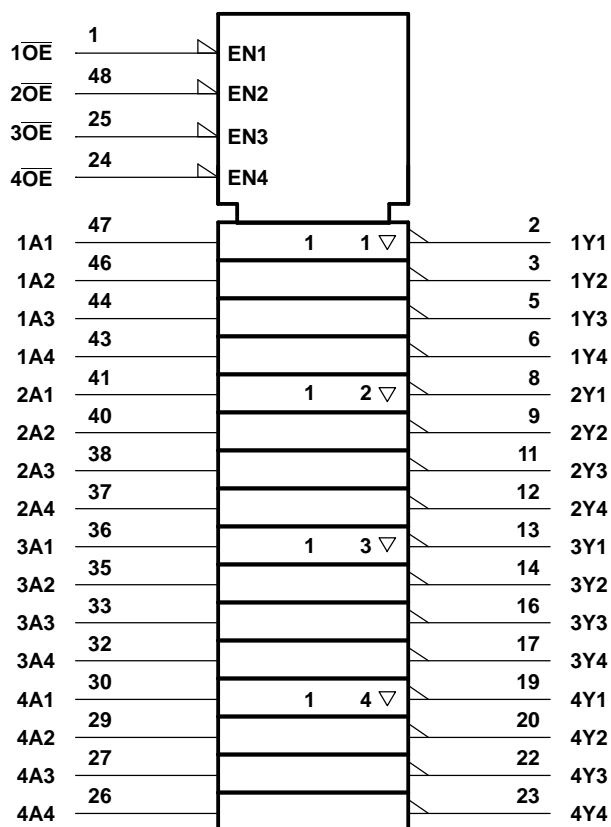 1O̅E̅ 1 EN1
2O̅E̅ 48 EN2
3O̅E̅ 25 EN3
4O̅E̅ 24 EN4
1A1 47 1 1 ▽ 2 1Y1
1A2 46 3 1Y2
1A3 44 5 1Y3
1A4 43 6 1Y4
2A1 41 1 2 ▽ 8 2Y1
2A2 40 9 2Y2
2A3 38 11 2Y3
2A4 37 12 2Y4
3A1 36 1 3 ▽ 13 3Y1
3A2 35 14 3Y2
3A3 33 16 3Y3
3A4 32 17 3Y4
4A1 30 1 4 ▽ 19 4Y1
4A2 29 20 4Y2
4A3 27 22 4Y3
4A4 26 23 4Y4